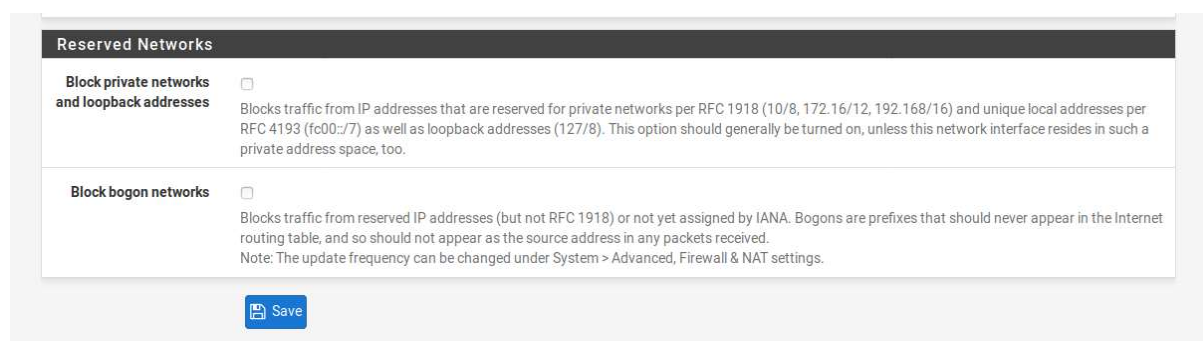 Reserved Networks
Block private networks
and loopback addresses
Blocks traffic from IP addresses that are reserved for private networks per RFC 1918 (10/8, 172.16/12, 192.168/16) and unique local addresses per
RFC 4193 (fc00::/7) as well as loopback addresses (127/8). This option should generally be turned on, unless this network interface resides in such a
private address space, too.
Block bogon networks
Blocks traffic from reserved IP addresses (but not RFC 1918) or not yet assigned by IANA. Bogons are prefixes that should never appear in the Internet
routing table, and so should not appear as the source address in any packets received.
Note: The update frequency can be changed under System > Advanced, Firewall & NAT settings.
Save